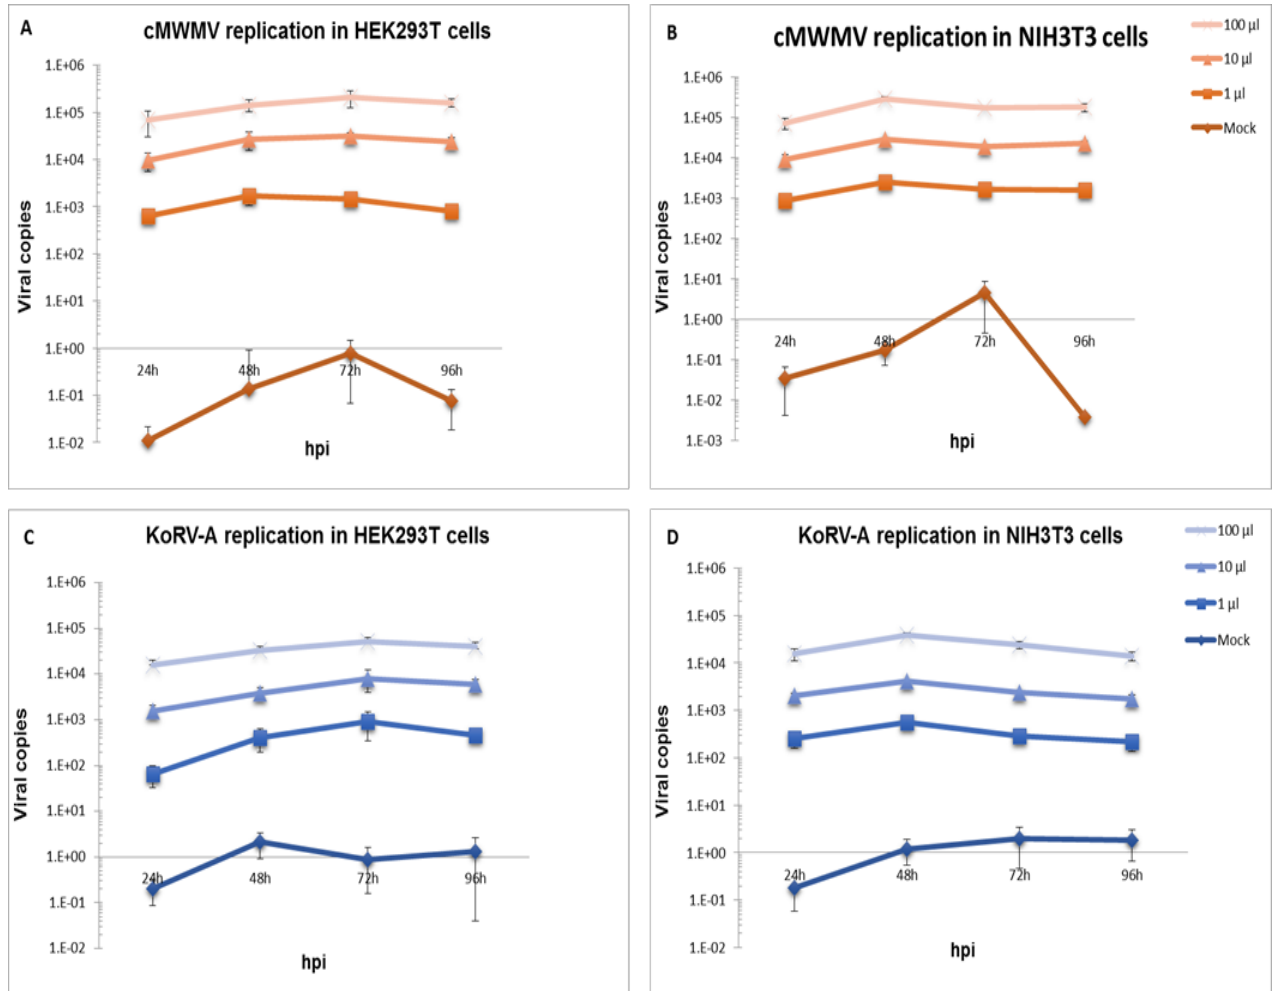 A
cMWMV replication in HEK293T cells
1.E+06
1.E+05
1.E+04
1.E+03
1.E+02
1.E+01
1.E+00
1.E-01
1.E-02
Viral copies
24h
48h
72h
96h
hpi
B
cMWMV replication in NIH3T3 cells
1.E+06
1.E+05
1.E+04
1.E+03
1.E+02
1.E+01
1.E+00
1.E-01
1.E-02
1.E-03
Viral copies
24h
48h
72h
96h
hpi
100 µl
10 µl
1 µl
Mock
C
KoRV-A replication in HEK293T cells
1.E+06
1.E+05
1.E+04
1.E+03
1.E+02
1.E+01
1.E+00
1.E-01
1.E-02
Viral copies
24h
48h
72h
96h
hpi
D
KoRV-A replication in NIH3T3 cells
1.E+06
1.E+05
1.E+04
1.E+03
1.E+02
1.E+01
1.E+00
1.E-01
1.E-02
Viral copies
24h
48h
72h
96h
hpi
100 µl
10 µl
1 µl
Mock